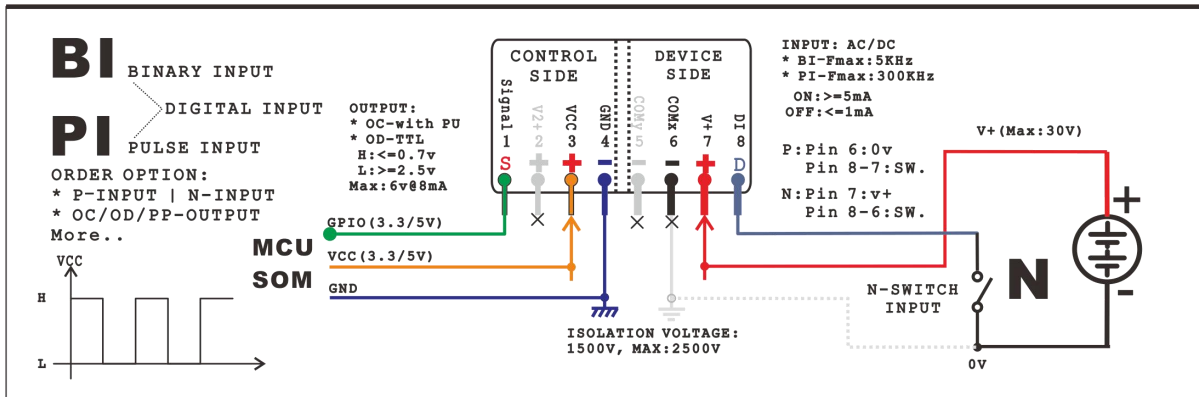 BI BINARY INPUT
DIGITAL INPUT
PI PULSE INPUT
ORDER OPTION:
* P-INPUT | N-INPUT
* OC/OD/PP-OUTPUT
More..
VCC
H
L
OUTPUT:
* OC-with PU
* OD-TTL
H:<=0.7v
L:>=2.5v
Max:6v@8mA
MCU
SOM
GPIO(3.3/5V)
VCC(3.3/5V)
GND
CONTROL
SIDE
DEVICE
SIDE
Signal 1
V2+ 2
VCC 3
GND 4
COMy 5
COMx 6
V+ 7
DI 8
S
D
ISOLATION VOLTAGE:
1500V, MAX:2500V
INPUT: AC/DC
* BI-Fmax:5KHz
* PI-Fmax:300KHz
ON:>=5mA
OFF:<=1mA
P:Pin 6:0v
Pin 8-7:SW.
N:Pin 7:v+
Pin 8-6:SW.
V+(Max:30V)
N-SWITCH
INPUT
N
0V